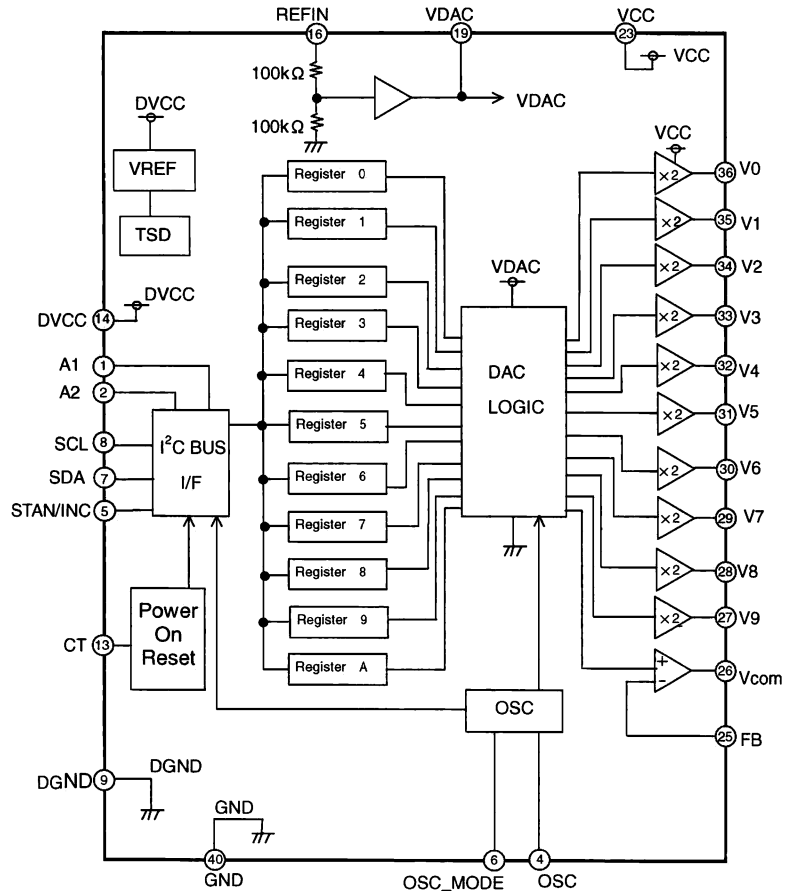 REFIN VDAC VCC
16 19 23
100kΩ
VCC
VDAC
100kΩ
DVCC
VREF
TSD
VCC
Register 0
×2 36 V0
Register 1
×2 35 V1
Register 2
×2 34 V2
VDAC
DVCC
DVCC 14
Register 3
×2 33 V3
A1 1
Register 4
DAC
LOGIC
×2 32 V4
A2 2
Register 5
×2 31 V5
SCL 8
I²C BUS
I/F
SDA 7
Register 6
×2 30 V6
STAN/INC 5
Register 7
×2 29 V7
Register 8
×2 28 V8
Power
On
Reset
Register 9
×2 27 V9
CT 13
Register A
+
-
26 Vcom
OSC
25 FB
DGND 9
DGND
GND
40 6 4
GND OSC_MODE OSC